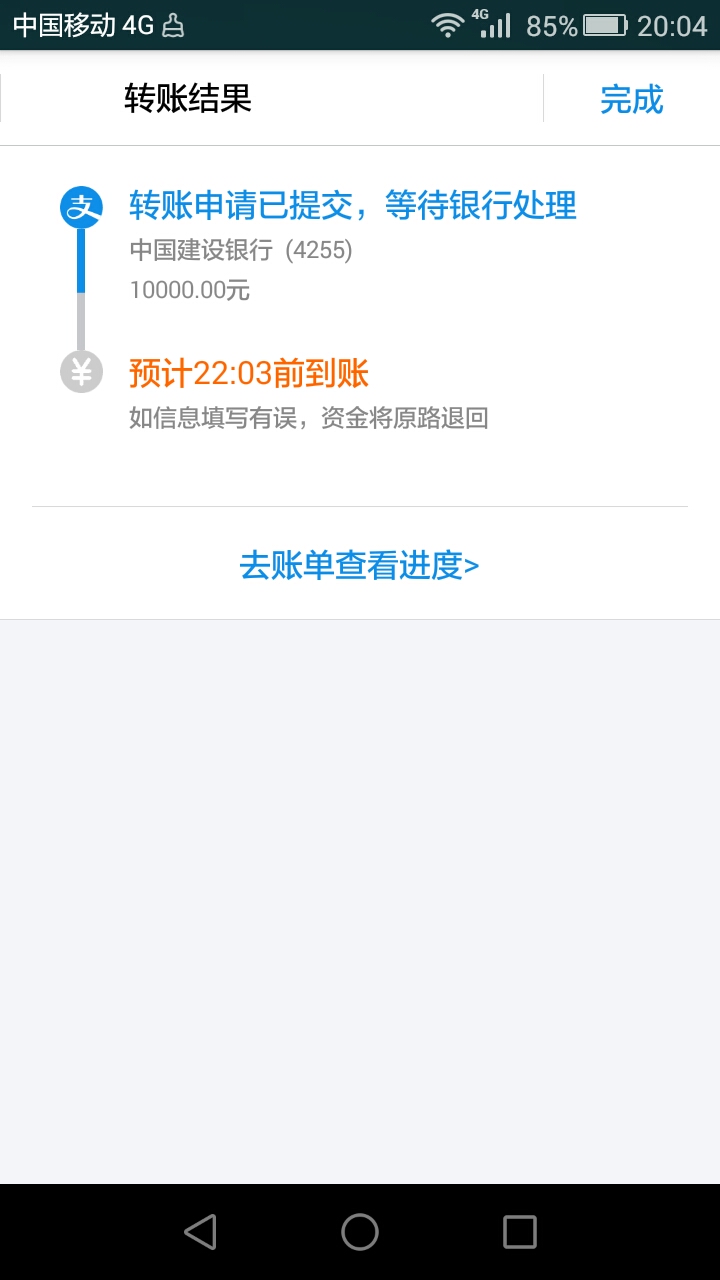 中国移动 4G 4G 85% 20:04
转账结果 完成
支 转账申请已提交，等待银行处理
中国建设银行 (4255)
10000.00元
¥ 预计22:03前到账
如信息填写有误，资金将原路退回
去账单查看进度>